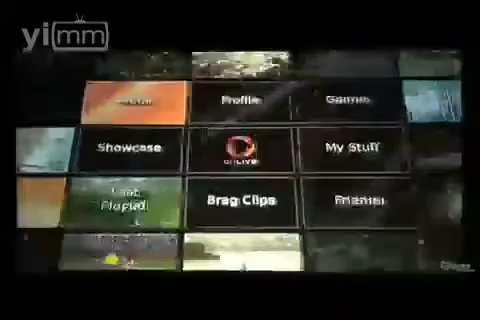 yimm
Profile
Games
Showcase
OnLive
My Stuff
Last
Played
Brag Clips
Friends